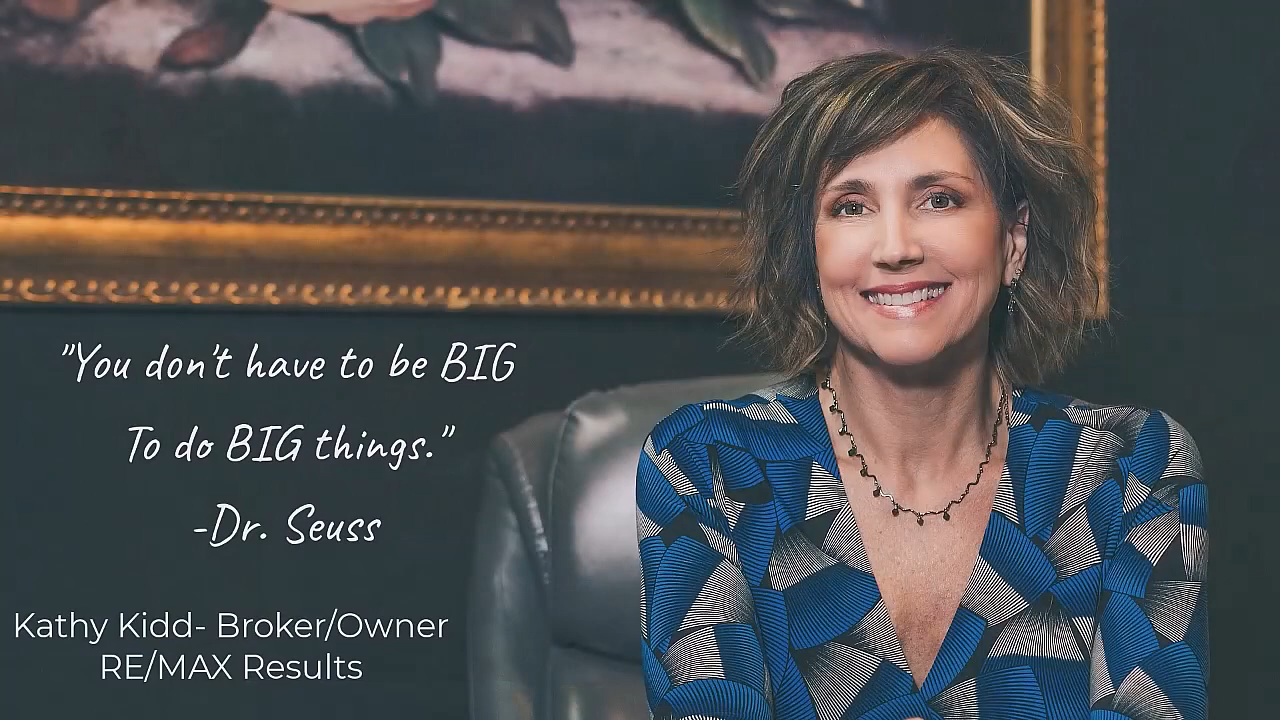 "You don't have to be BIG
To do BIG things."
-Dr. Seuss
Kathy Kidd- Broker/Owner
RE/MAX Results